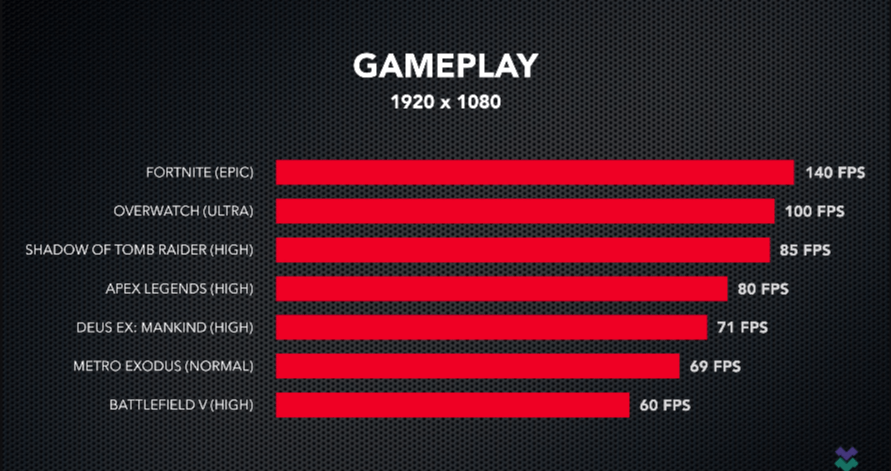 GAMEPLAY
1920 x 1080
FORTNITE (EPIC) 140 FPS
OVERWATCH (ULTRA) 100 FPS
SHADOW OF TOMB RAIDER (HIGH) 85 FPS
APEX LEGENDS (HIGH) 80 FPS
DEUS EX: MANKIND (HIGH) 71 FPS
METRO EXODUS (NORMAL) 69 FPS
BATTLEFIELD V (HIGH) 60 FPS